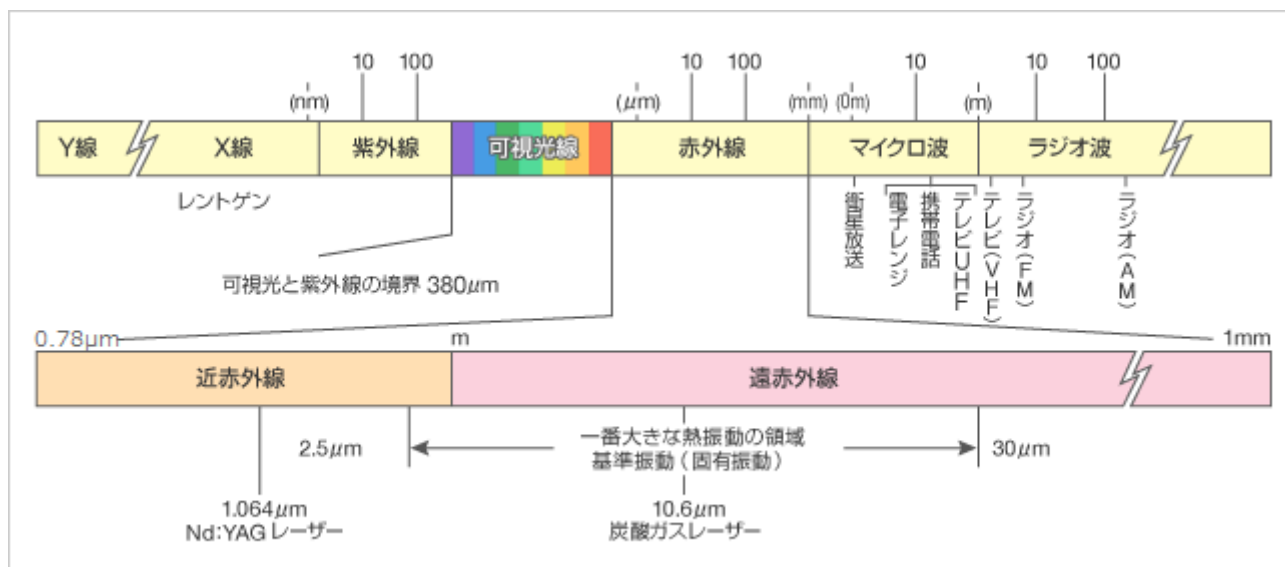 10 100 10 100 10 10 100
(nm) (μm) (mm) (0m) (m)
Y線 X線 紫外線 可視光線 赤外線 マイクロ波 ラジオ波
レントゲン
衛星放送
電子レンジ
携帯電話
テレビUHF
テレビ(VHF)
ラジオ(FM)
ラジオ(AM)
可視光と紫外線の境界 380μm
0.78μm m 1mm
近赤外線 遠赤外線
2.5μm 一番大きな熱振動の領域 30μm
基準振動(固有振動)
1.064μm 10.6μm
Nd:YAGレーザー 炭酸ガスレーザー